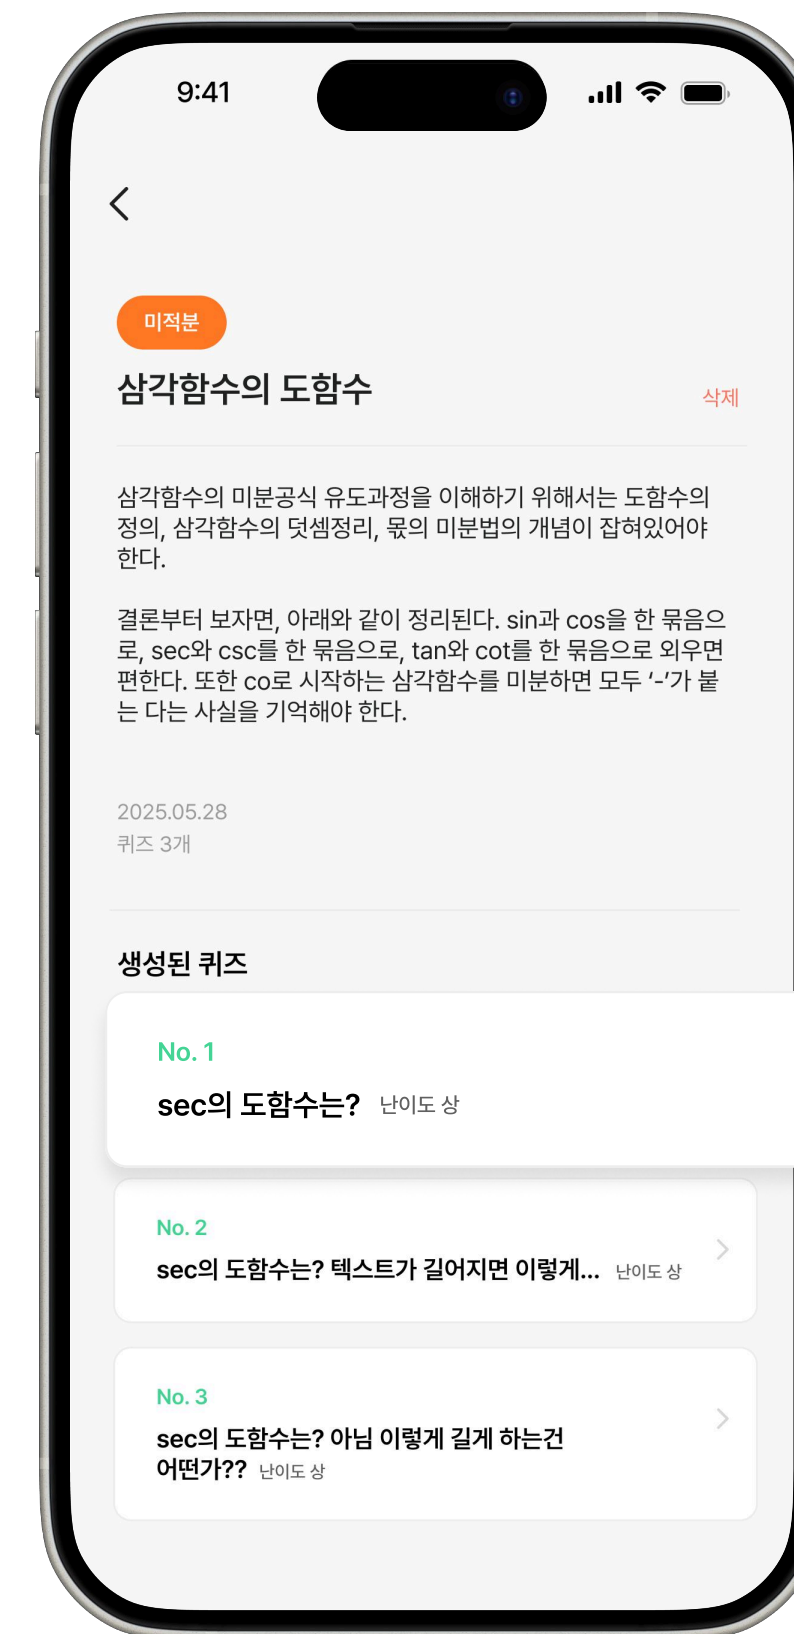 9:41
미적분
삼각함수의 도함수
삭제
삼각함수의 미분공식 유도과정을 이해하기 위해서는 도함수의
정의, 삼각함수의 덧셈정리, 몫의 미분법의 개념이 잡혀있어야
한다.
결론부터 보자면, 아래와 같이 정리된다. sin과 cos을 한 묶음으
로, sec와 csc를 한 묶음으로, tan와 cot를 한 묶음으로 외우면
편한다. 또한 co로 시작하는 삼각함수를 미분하면 모두 ‘-’가 붙
는 다는 사실을 기억해야 한다.
2025.05.28
퀴즈 3개
생성된 퀴즈
No. 1
sec의 도함수는? 난이도 상
No. 2
sec의 도함수는? 텍스트가 길어지면 이렇게... 난이도 상
No. 3
sec의 도함수는? 아님 이렇게 길게 하는건
어떤가?? 난이도 상